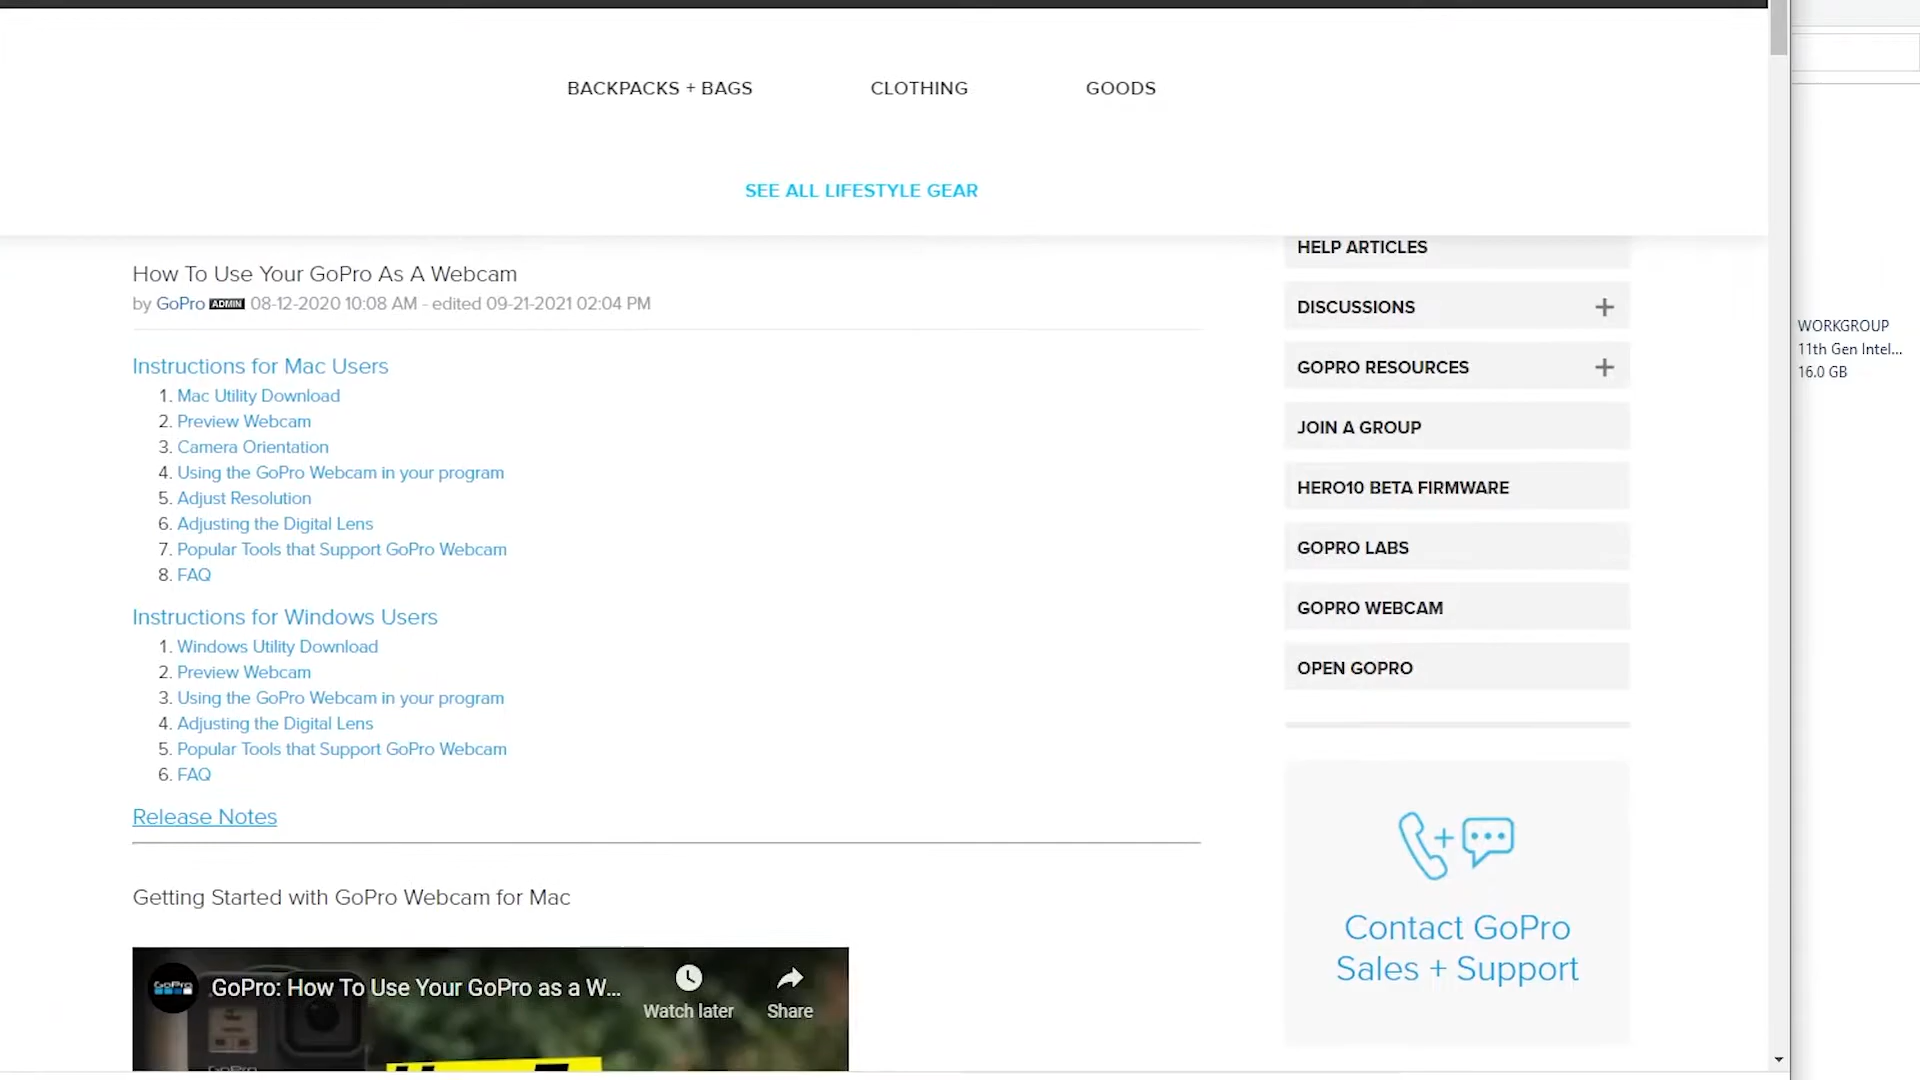 BACKPACKS + BAGS CLOTHING GOODS
SEE ALL LIFESTYLE GEAR
How To Use Your GoPro As A Webcam
by GoPro ADMIN 08-12-2020 10:08 AM - edited 09-21-2021 02:04 PM
Instructions for Mac Users
1. Mac Utility Download
2. Preview Webcam
3. Camera Orientation
4. Using the GoPro Webcam in your program
5. Adjust Resolution
6. Adjusting the Digital Lens
7. Popular Tools that Support GoPro Webcam
8. FAQ
Instructions for Windows Users
1. Windows Utility Download
2. Preview Webcam
3. Using the GoPro Webcam in your program
4. Adjusting the Digital Lens
5. Popular Tools that Support GoPro Webcam
6. FAQ
Release Notes
Getting Started with GoPro Webcam for Mac
GoPro
GoPro: How To Use Your GoPro as a W...
Watch later
Share
GoPro
HELP ARTICLES
DISCUSSIONS +
GOPRO RESOURCES +
JOIN A GROUP
HERO10 BETA FIRMWARE
GOPRO LABS
GOPRO WEBCAM
OPEN GOPRO
Contact GoPro
Sales + Support
WORKGROUP
11th Gen Intel...
16.0 GB